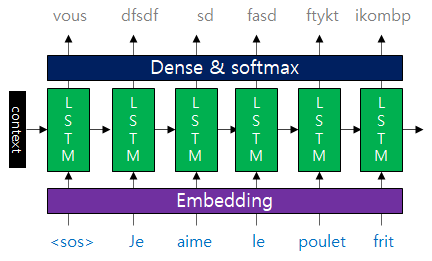 vous dfsdf sd fasd ftykt ikombp
Dense & softmax
context
LSTM LSTM LSTM LSTM LSTM LSTM
Embedding
<sos> Je aime le poulet frit